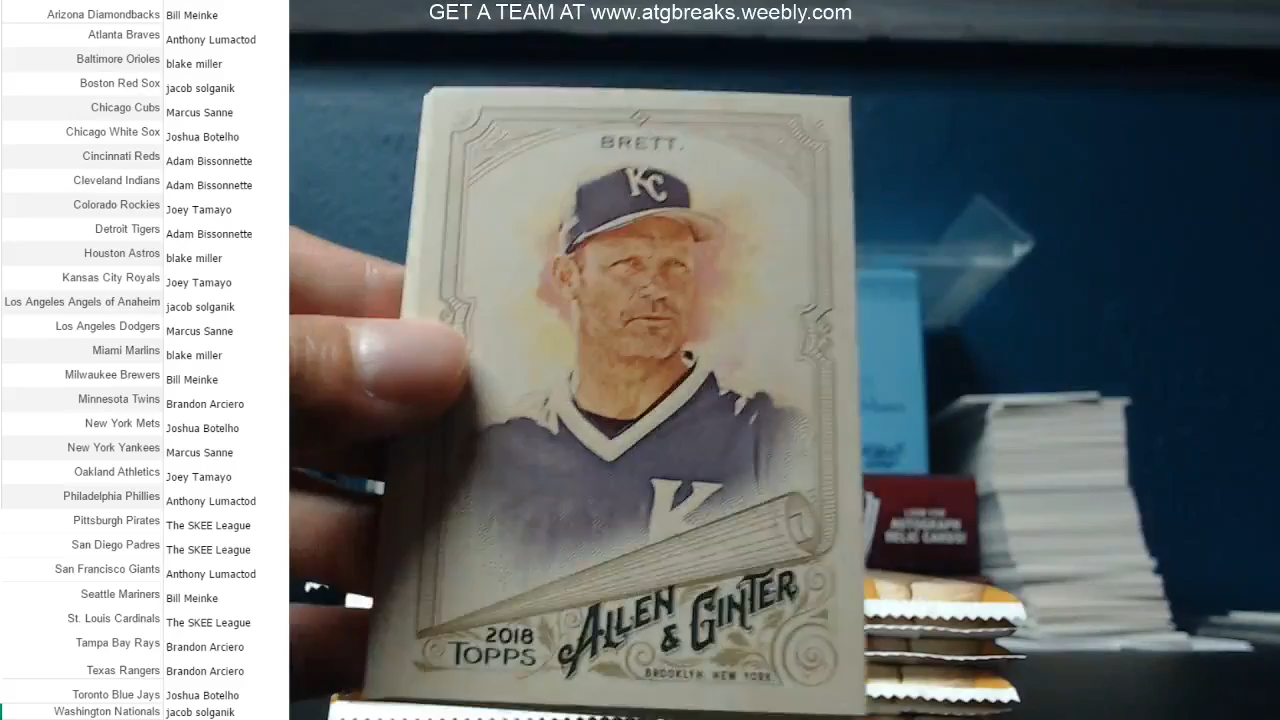 GET A TEAM AT www.atgbreaks.weebly.com
Arizona Diamondbacks Bill Meinke
Atlanta Braves Anthony Lumactod
Baltimore Orioles blake miller
Boston Red Sox jacob solganik
Chicago Cubs Marcus Sanne
Chicago White Sox Joshua Botelho
Cincinnati Reds Adam Bissonnette
Cleveland Indians Adam Bissonnette
Colorado Rockies Joey Tamayo
Detroit Tigers Adam Bissonnette
Houston Astros blake miller
Kansas City Royals Joey Tamayo
Los Angeles Angels of Anaheim jacob solganik
Los Angeles Dodgers Marcus Sanne
Miami Marlins blake miller
Milwaukee Brewers Bill Meinke
Minnesota Twins Brandon Arciero
New York Mets Joshua Botelho
New York Yankees Marcus Sanne
Oakland Athletics Joey Tamayo
Philadelphia Phillies Anthony Lumactod
Pittsburgh Pirates The SKEE League
San Diego Padres The SKEE League
San Francisco Giants Anthony Lumactod
Seattle Mariners Bill Meinke
St. Louis Cardinals The SKEE League
Tampa Bay Rays Brandon Arciero
Texas Rangers Brandon Arciero
Toronto Blue Jays Joshua Botelho
Washington Nationals jacob solganik
BRETT.
KC
K
2018
TOPPS
ALLEN
& GINTER
BROOKLYN, NEW YORK.
LOOK FOR
AUTOGRAPH
RELIC CARDS!